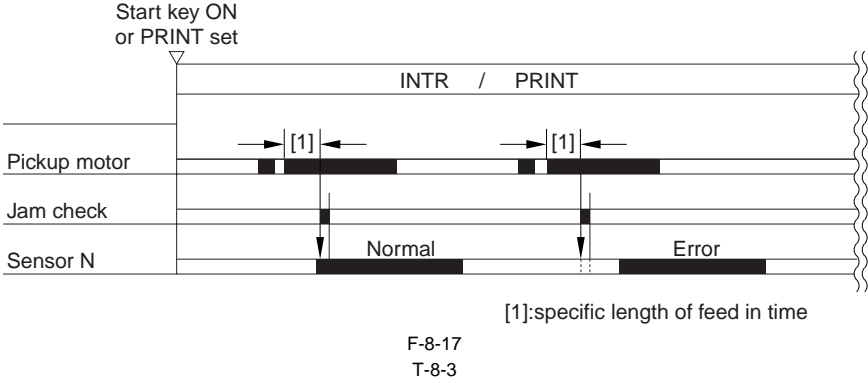 Start key ON
or PRINT set
INTR / PRINT
[1] [1]
Pickup motor
Jam check
Normal Error
Sensor N
[1]:specific length of feed in time
F-8-17
T-8-3